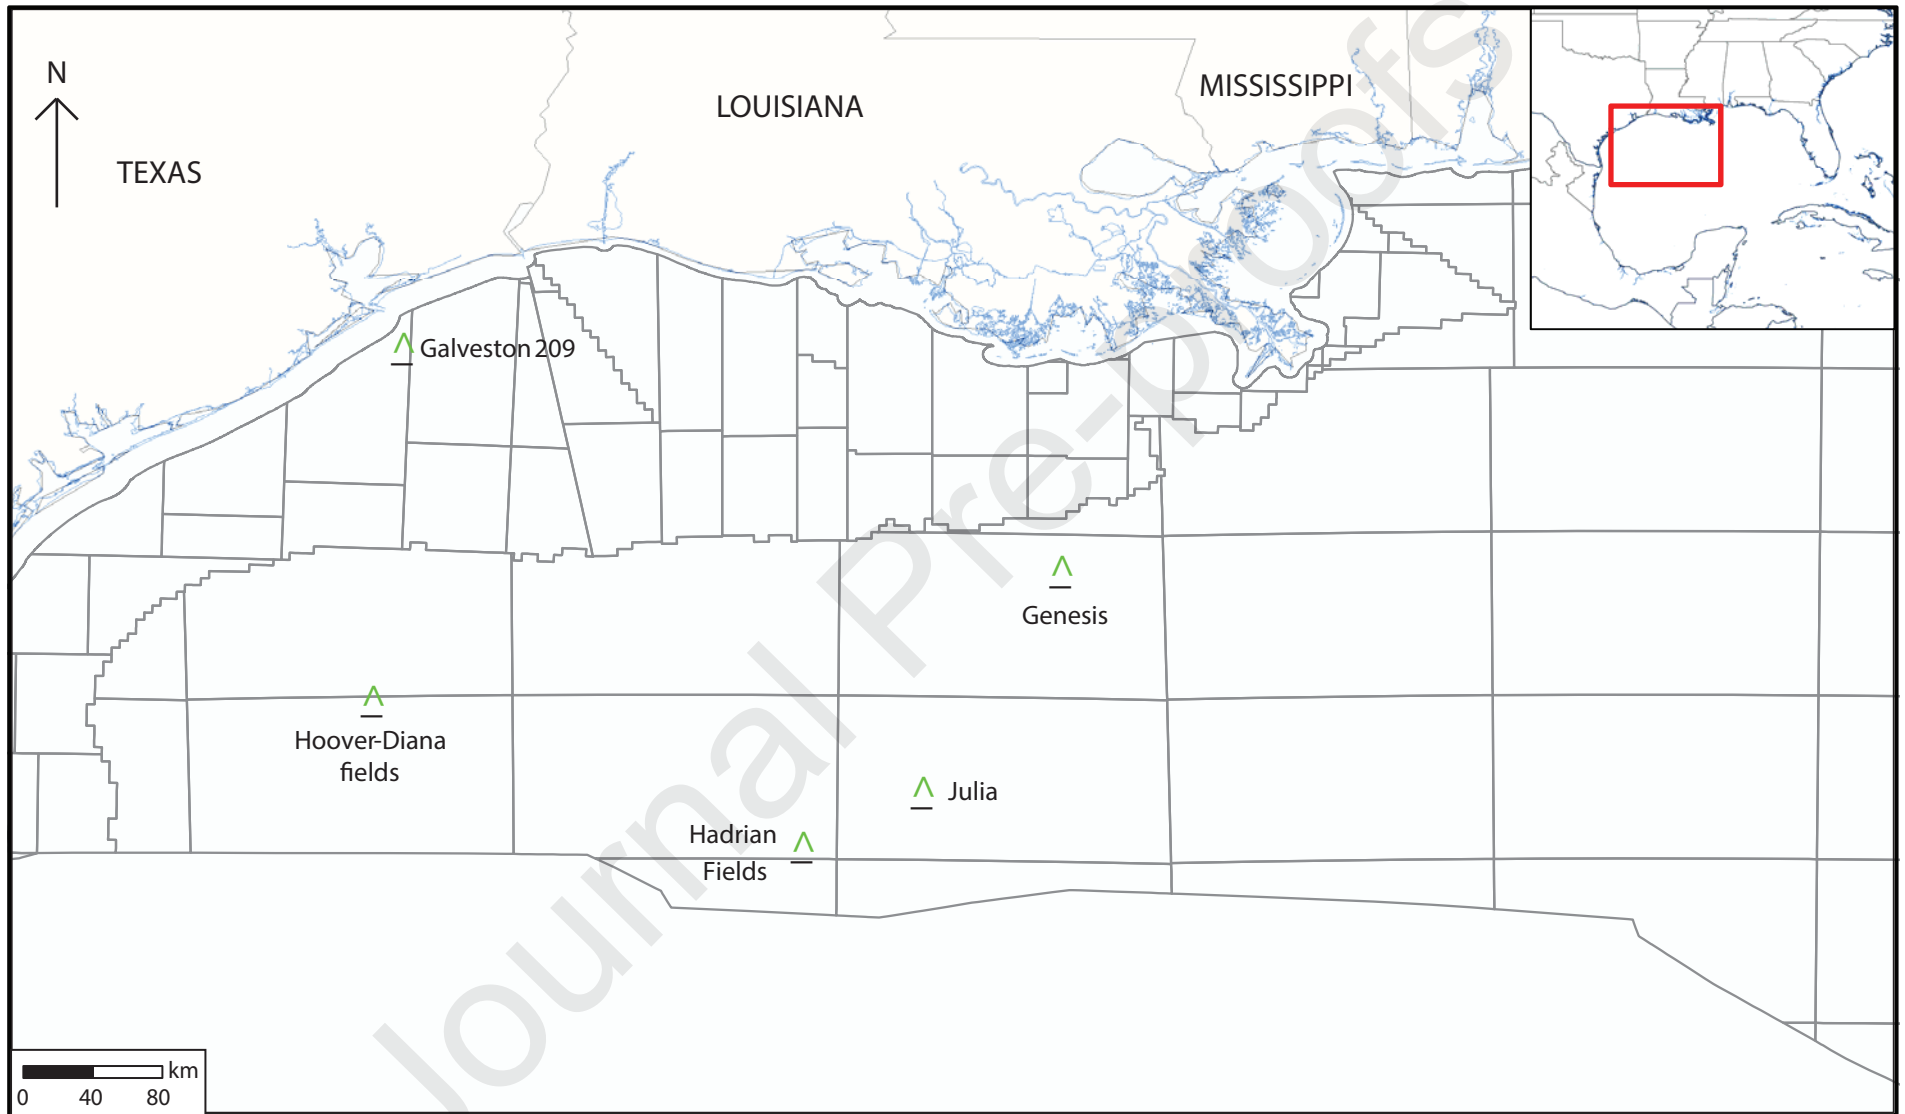 N
TEXAS
LOUISIANA
MISSISSIPPI
Galveston 209
Genesis
Hoover-Diana
fields
Julia
Hadrian
Fields
km
0 40 80
Journal Pre-proofs